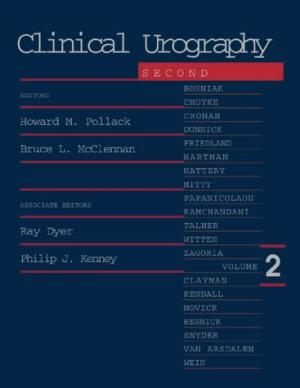 Clinical Urography
SECOND
EDITORS
Howard M. Pollack
Bruce L. McClennan
ASSOCIATE EDITORS
Ray Dyer
Philip J. Kenney
BOSNIAK
CHOYKE
CRONAN
DUNNICK
FRIEDLAND
HARTMAN
HATTERY
MITTY
PAPANICOLAOU
RAMCHANDANI
TALNER
WITTEN
ZAGORIA
VOLUME 2
CLAYMAN
KENDALL
NOVICK
RESNICK
SNYDER
VAN ARSDALEN
WEIN